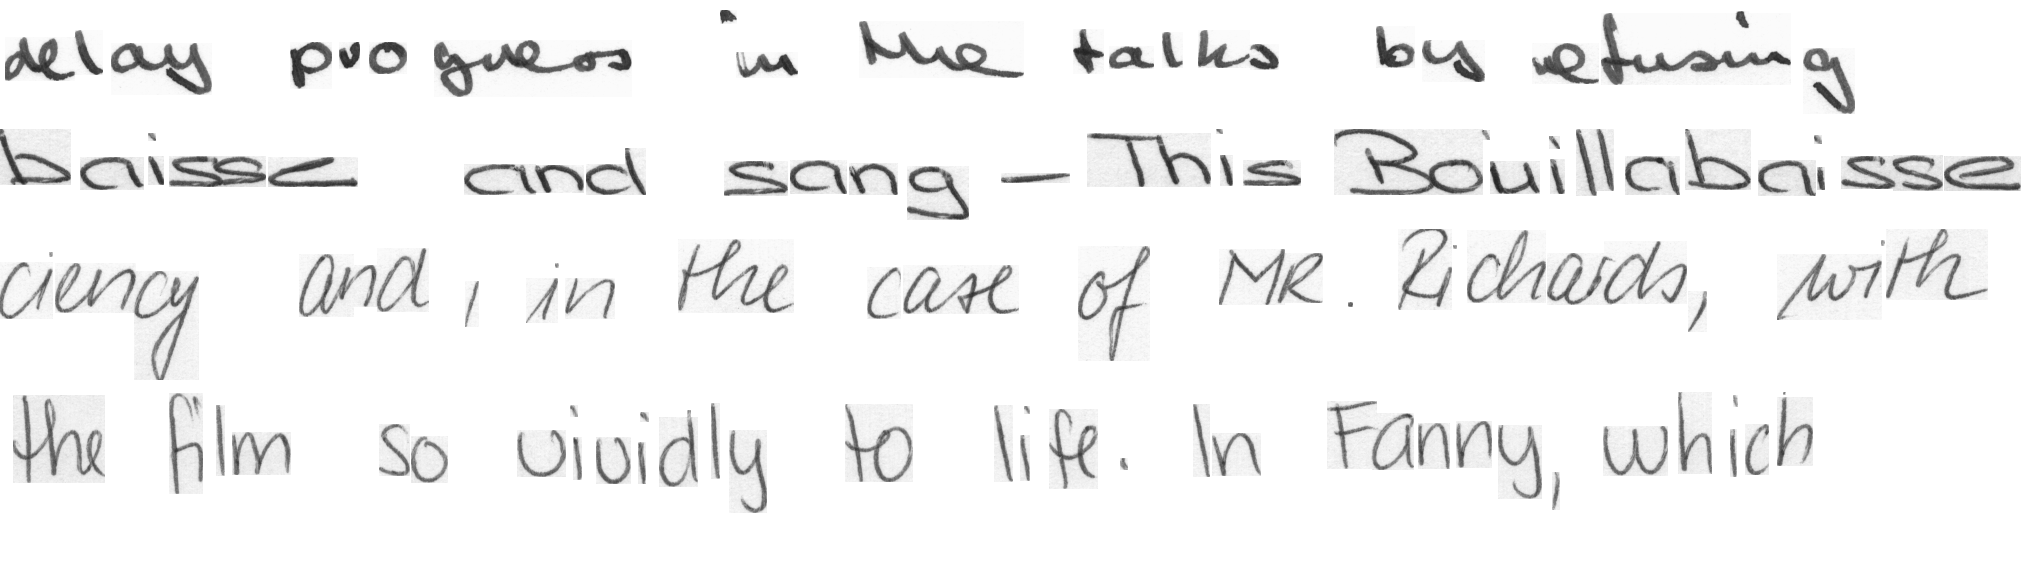 delay progress in the talks by refusing
baisse and sang - This Bouillabaisse
ciency and, in the case of Mr. Richards, with
the film so vividly to life. In Fanny, which